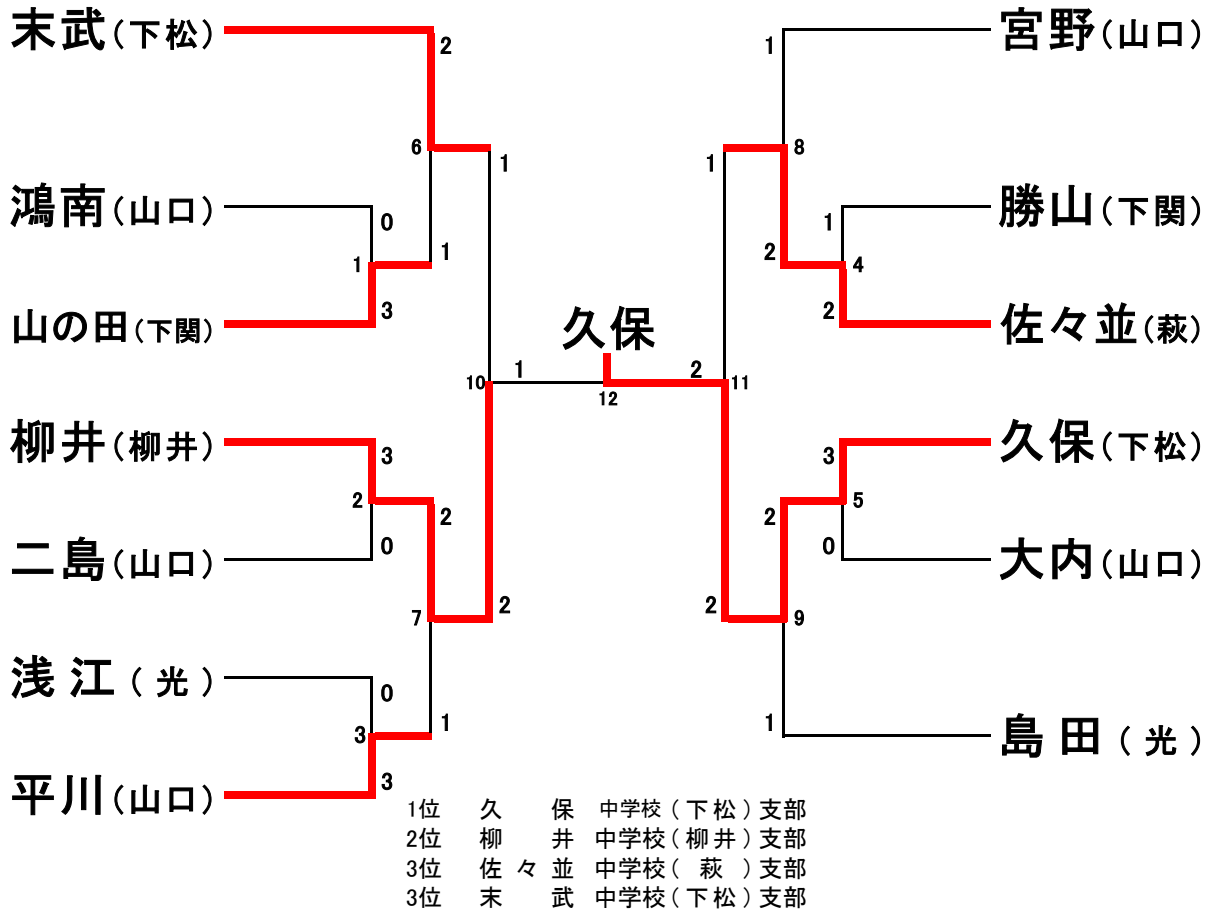 末武(下松)
2
6
1
鴻南(山口)
0
1
1
山の田(下関)
3
柳井(柳井)
3
2
2
二島(山口)
0
7
2
浅江(光)
0
3
1
平川(山口)
3
久保
10
1
12
2
11
宮野(山口)
1
8
1
勝山(下関)
1
2
4
佐々並(萩)
2
久保(下松)
3
5
2
大内(山口)
0
2
9
島田(光)
1
1位 久保 中学校(下松)支部
2位 柳井 中学校(柳井)支部
3位 佐々並 中学校(萩)支部
3位 末武 中学校(下松)支部